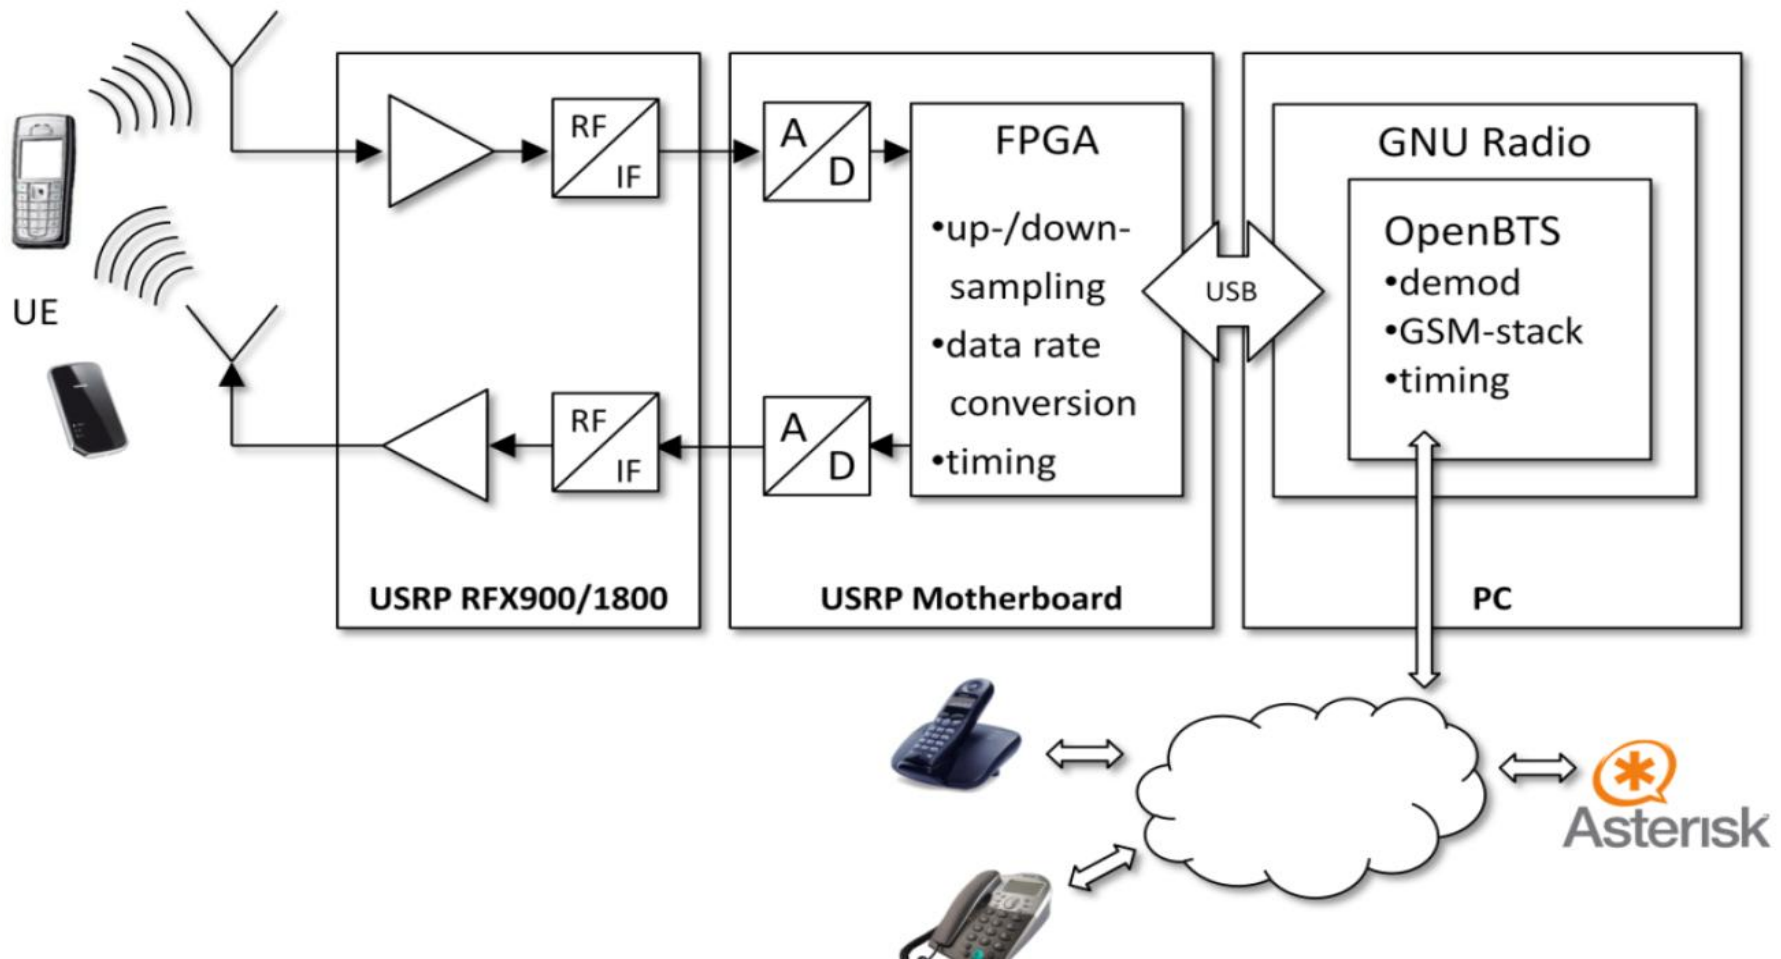 UE
RF
IF
A
D
FPGA
•up-/down-
sampling
•data rate
conversion
•timing
RF
IF
A
D
USB
GNU Radio
OpenBTS
•demod
•GSM-stack
•timing
USRP RFX900/1800
USRP Motherboard
PC
Asterisk